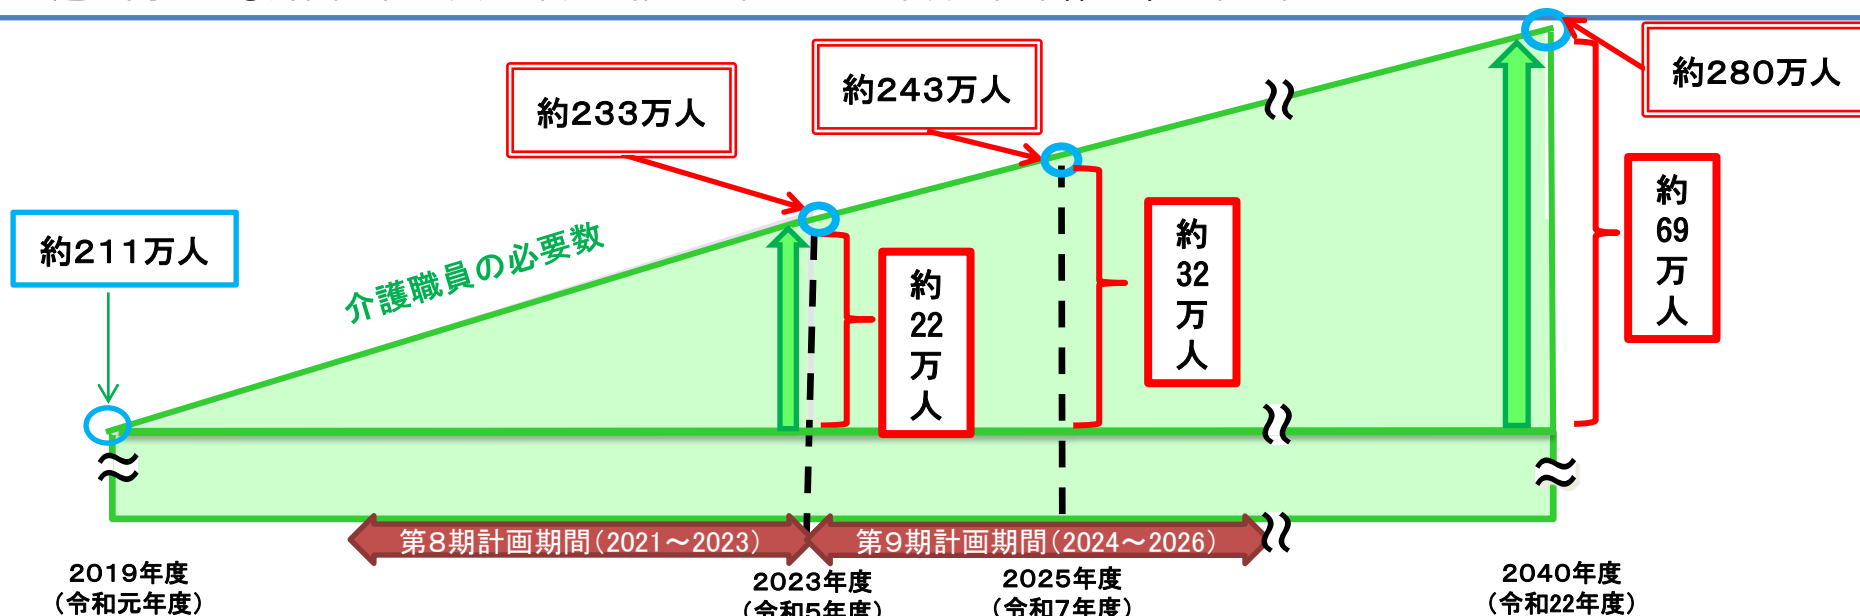 約280万人
約243万人
約233万人
約211万人
介護職員の必要数
約
69
万
人
約
32
万
人
約
22
万
人
第8期計画期間(2021～2023)
第9期計画期間(2024～2026)
2019年度
(令和元年度)
2023年度
(令和5年度)
2025年度
(令和7年度)
2040年度
(令和22年度)